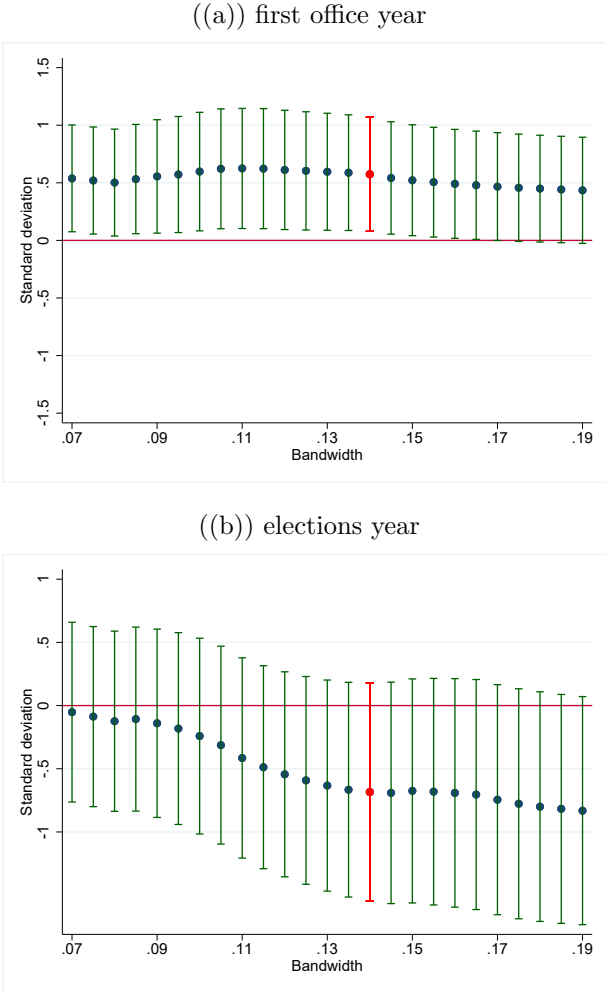 ((a)) first office year
1.5
1
.5
0
-.5
-1
-1.5
Standard deviation
.07 .09 .11 .13 .15 .17 .19
Bandwidth
((b)) elections year
1
.5
0
-.5
-1
Standard deviation
.07 .09 .11 .13 .15 .17 .19
Bandwidth